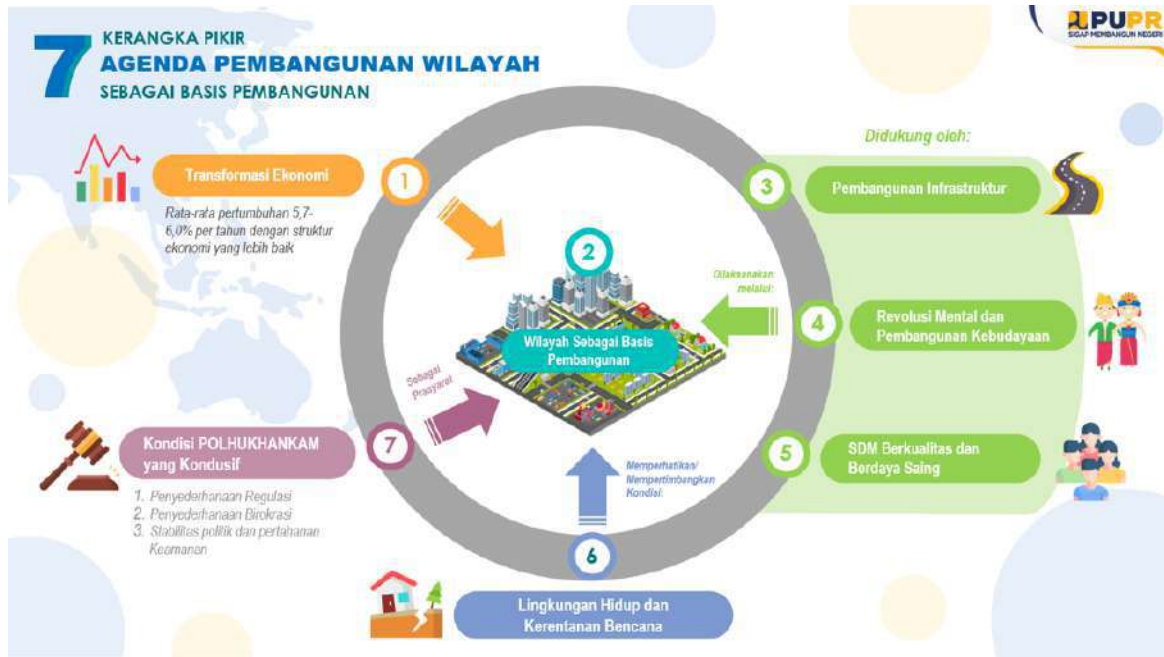 7
KERANGKA PIKIR
AGENDA PEMBANGUNAN WILAYAH
SEBAGAI BASIS PEMBANGUNAN
PUPR
SIGAP MEMBANGUN NEGERI
Transformasi Ekonomi
1
Rata-rata pertumbuhan 5,7-
6,0% per tahun dengan struktur
ekonomi yang lebih baik
2
Wilayah Sebagai Basis
Pembangunan
Didukung oleh:
3
Pembangunan Infrastruktur
Dilaksanakan
melalui:
4
Revolusi Mental dan
Pembangunan Kebudayaan
5
SDM Berkualitas dan
Berdaya Saing
Memperhatikan/
Mempertimbangkan
Kondisi:
6
Lingkungan Hidup dan
Kerentanan Bencana
Sebagai
Prasyarat
7
Kondisi POLHUKHANKAM
yang Kondusif
1. Penyederhanaan Regulasi
2. Penyederhanaan Birokrasi
3. Stabilitas politik dan pertahanan
Keamanan